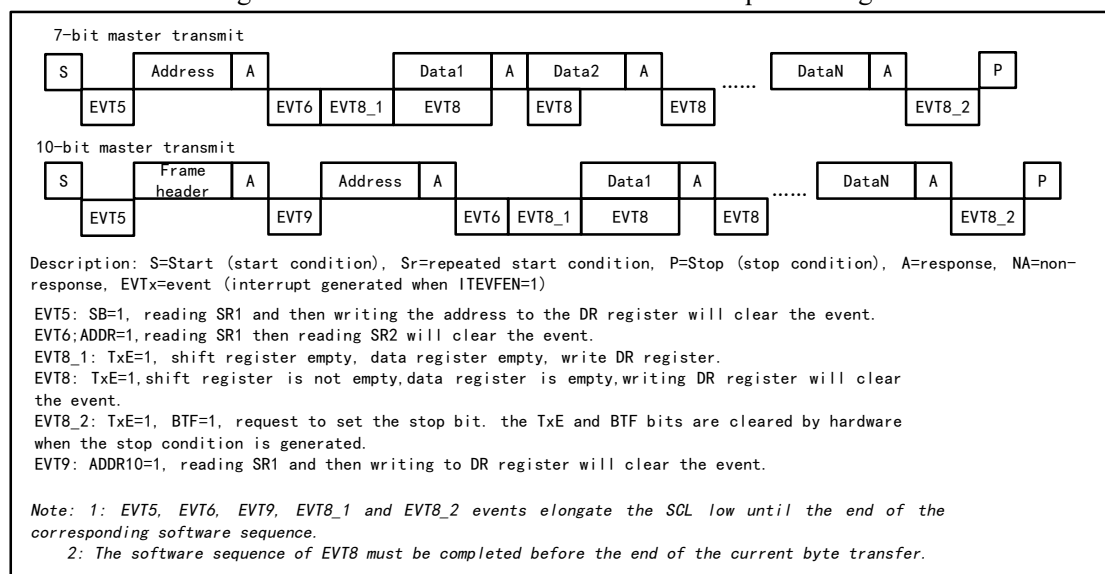 7-bit master transmit
S Address A Data1 A Data2 A DataN A P
......
EVT5 EVT6 EVT8_1 EVT8 EVT8 EVT8 EVT8_2
10-bit master transmit
S Frame header A Address A Data1 A DataN A P
......
EVT5 EVT9 EVT6 EVT8_1 EVT8 EVT8 EVT8_2
Description: S=Start (start condition), Sr=repeated start condition, P=Stop (stop condition), A=response, NA=non-
response, EVTx=event (interrupt generated when ITEVFEN=1)
EVT5: SB=1, reading SR1 and then writing the address to the DR register will clear the event.
EVT6;ADDR=1,reading SR1 then reading SR2 will clear the event.
EVT8_1: TxE=1, shift register empty, data register empty, write DR register.
EVT8: TxE=1,shift register is not empty,data register is empty,writing DR register will clear
the event.
EVT8_2: TxE=1, BTF=1, request to set the stop bit. the TxE and BTF bits are cleared by hardware
when the stop condition is generated.
EVT9: ADDR10=1, reading SR1 and then writing to DR register will clear the event.
Note: 1: EVT5, EVT6, EVT9, EVT8_1 and EVT8_2 events elongate the SCL low until the end of the
corresponding software sequence.
2: The software sequence of EVT8 must be completed before the end of the current byte transfer.